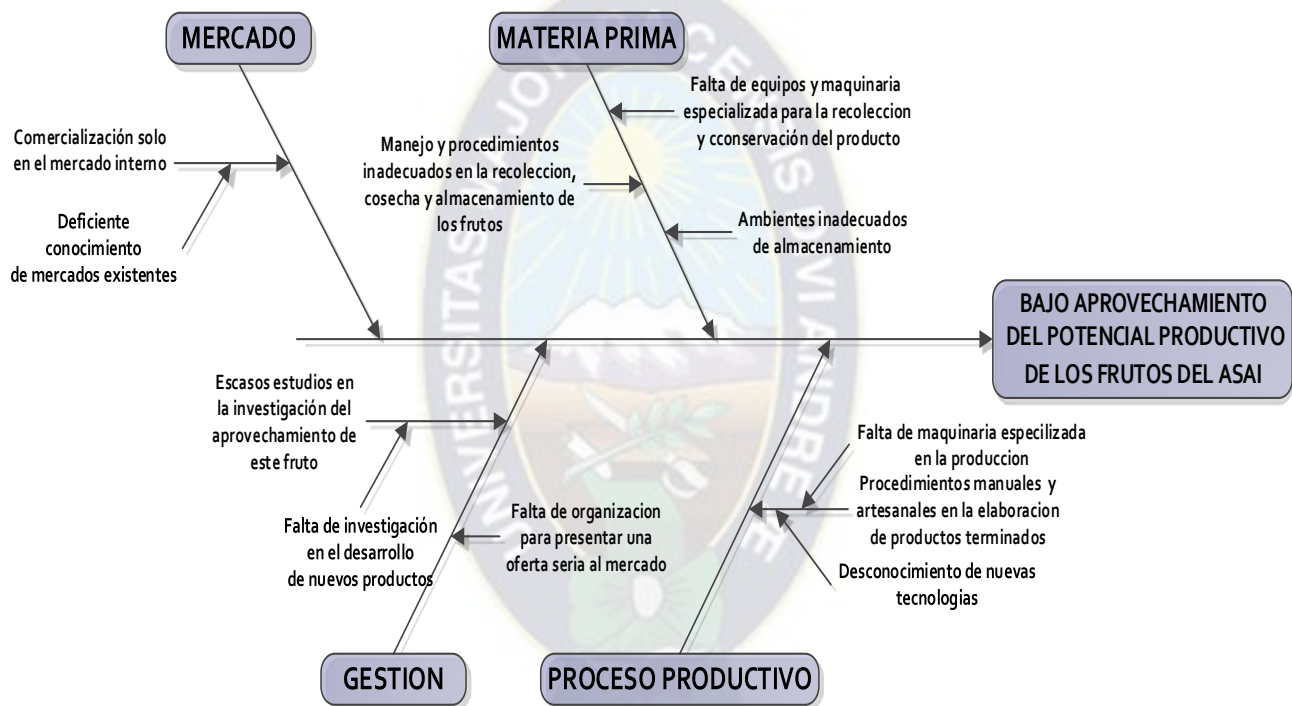 MERCADO
MATERIA PRIMA
Falta de equipos y maquinaria
especializada para la recoleccion
y cconservación del producto
Comercialización solo
en el mercado interno
Manejo y procedimientos
inadecuados en la recoleccion,
cosecha y almacenamiento de
los frutos
Deficiente
conocimiento
de mercados existentes
Ambientes inadecuados
de almacenamiento
BAJO APROVECHAMIENTO
DEL POTENCIAL PRODUCTIVO
DE LOS FRUTOS DEL ASAI
Escasos estudios en
la investigación del
aprovechamiento de
este fruto
Falta de investigación
en el desarrollo
de nuevos productos
Falta de organizacion
para presentar una
oferta seria al mercado
Falta de maquinaria especilizada
en la produccion
Procedimientos manuales y
artesanales en la elaboracion
de productos terminados
Desconocimiento de nuevas
tecnologias
GESTION
PROCESO PRODUCTIVO